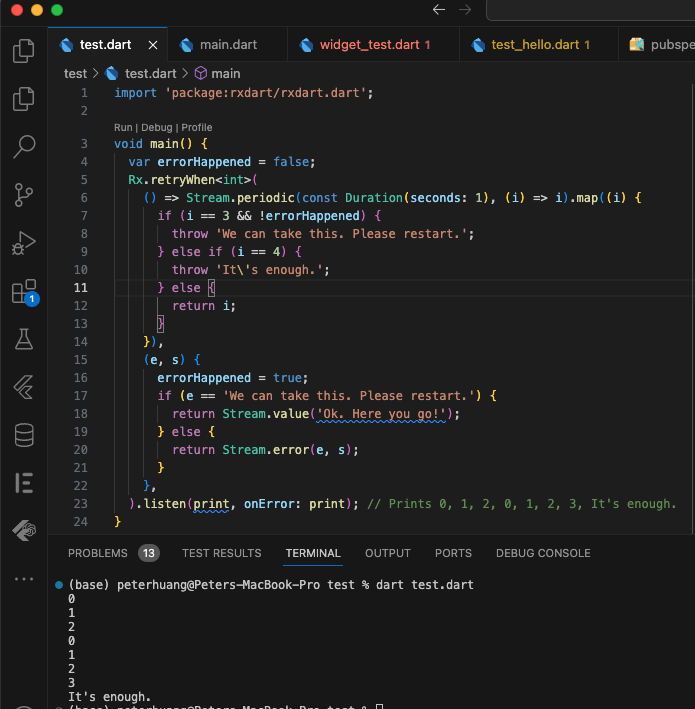 test.dart
main.dart
widget_test.dart 1
test_hello.dart 1
pubspe
test > test.dart > main
1 import 'package:rxdart/rxdart.dart';
2
Run | Debug | Profile
3 void main() {
4   var errorHappened = false;
5   Rx.retryWhen<int>(
6     () => Stream.periodic(const Duration(seconds: 1), (i) => i).map((i) {
7       if (i == 3 && !errorHappened) {
8         throw 'We can take this. Please restart.';
9       } else if (i == 4) {
10         throw 'It\'s enough.';
11       } else {
12         return i;
13       }
14     }),
15     (e, s) {
16       errorHappened = true;
17       if (e == 'We can take this. Please restart.') {
18         return Stream.value('Ok. Here you go!');
19       } else {
20         return Stream.error(e, s);
21       }
22     },
23   ).listen(print, onError: print); // Prints 0, 1, 2, 0, 1, 2, 3, It's enough.
24 }
1
PROBLEMS 13 TEST RESULTS TERMINAL OUTPUT PORTS DEBUG CONSOLE
(base) peterhuang@Peters-MacBook-Pro test % dart test.dart
0
1
2
0
1
2
3
It's enough.
(base) peterhuang@Peters-MacBook-Pro test %